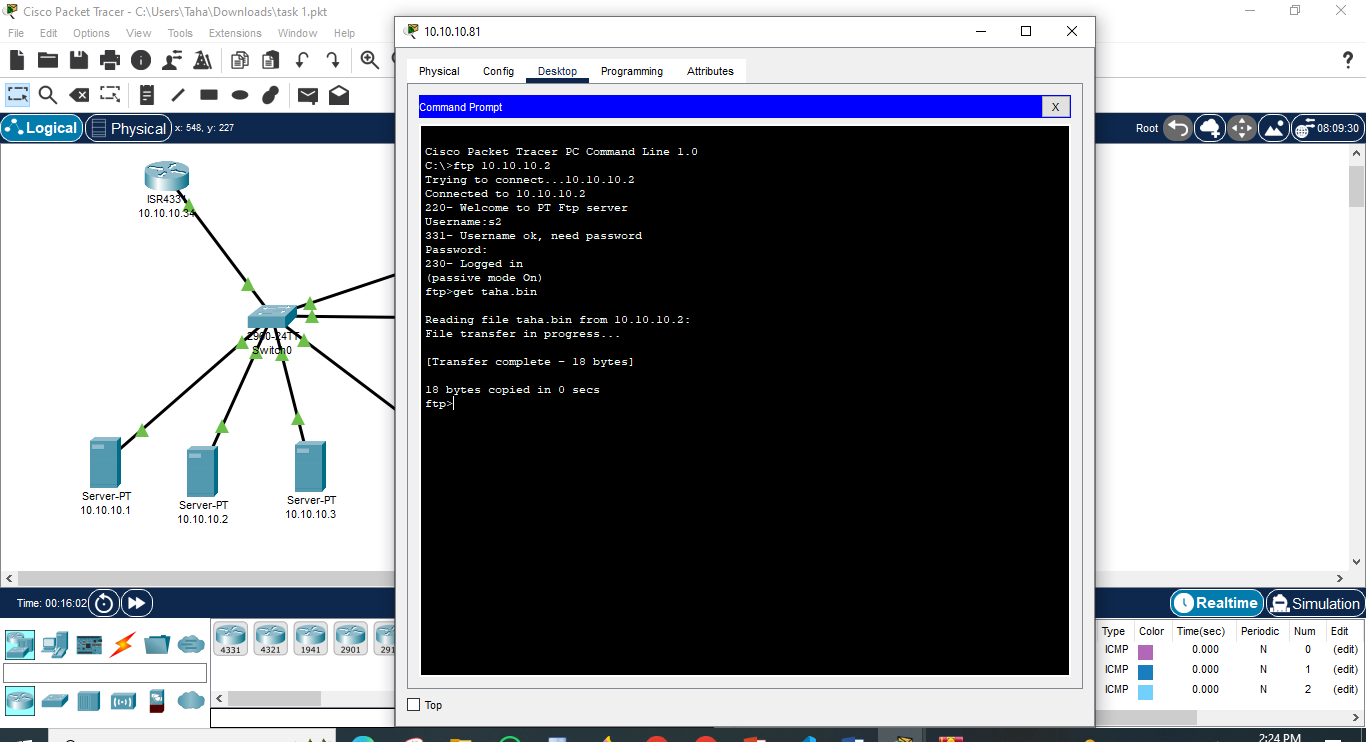 Cisco Packet Tracer - C:\Users\Taha\Downloads\task 1.pkt
File Edit Options View Tools Extensions Window Help
Logical Physical x: 548, y: 227
Root 08:09:30
ISR4331
10.10.10.34
2960-24TT
Switch0
Server-PT
10.10.10.1
Server-PT
10.10.10.2
Server-PT
10.10.10.3
10.10.10.81
Physical Config Desktop Programming Attributes
Command Prompt X
Cisco Packet Tracer PC Command Line 1.0
C:\>ftp 10.10.10.2
Trying to connect...10.10.10.2
Connected to 10.10.10.2
220- Welcome to PT Ftp server
Username:s2
331- Username ok, need password
Password:
230- Logged in
(passive mode On)
ftp>get taha.bin
Reading file taha.bin from 10.10.10.2:
File transfer in progress...
[Transfer complete - 18 bytes]
18 bytes copied in 0 secs
ftp>
Top
Time: 00:16:02
Realtime Simulation
4331 4321 1941 2901
Type Color Time(sec) Periodic Num Edit
ICMP 0.000 N 0 (edit)
ICMP 0.000 N 1 (edit)
ICMP 0.000 N 2 (edit)
2:24 PM